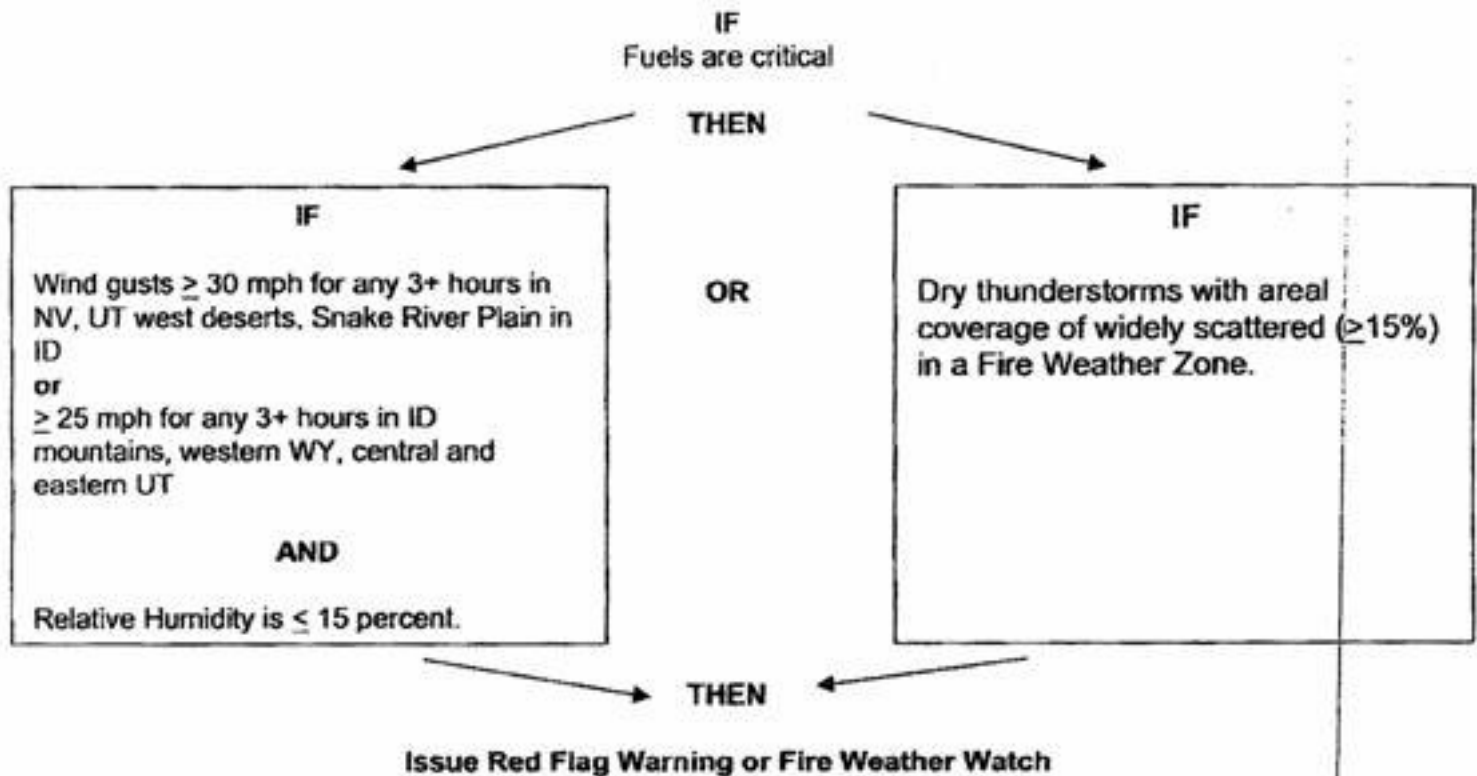 IF
Fuels are critical
THEN
IF
Wind gusts ≥ 30 mph for any 3+ hours in
NV, UT west deserts, Snake River Plain in
ID
or
≥ 25 mph for any 3+ hours in ID
mountains, western WY, central and
eastern UT
AND
Relative Humidity is ≤ 15 percent.
OR
IF
Dry thunderstorms with areal
coverage of widely scattered (≥15%)
in a Fire Weather Zone.
THEN
Issue Red Flag Warning or Fire Weather Watch